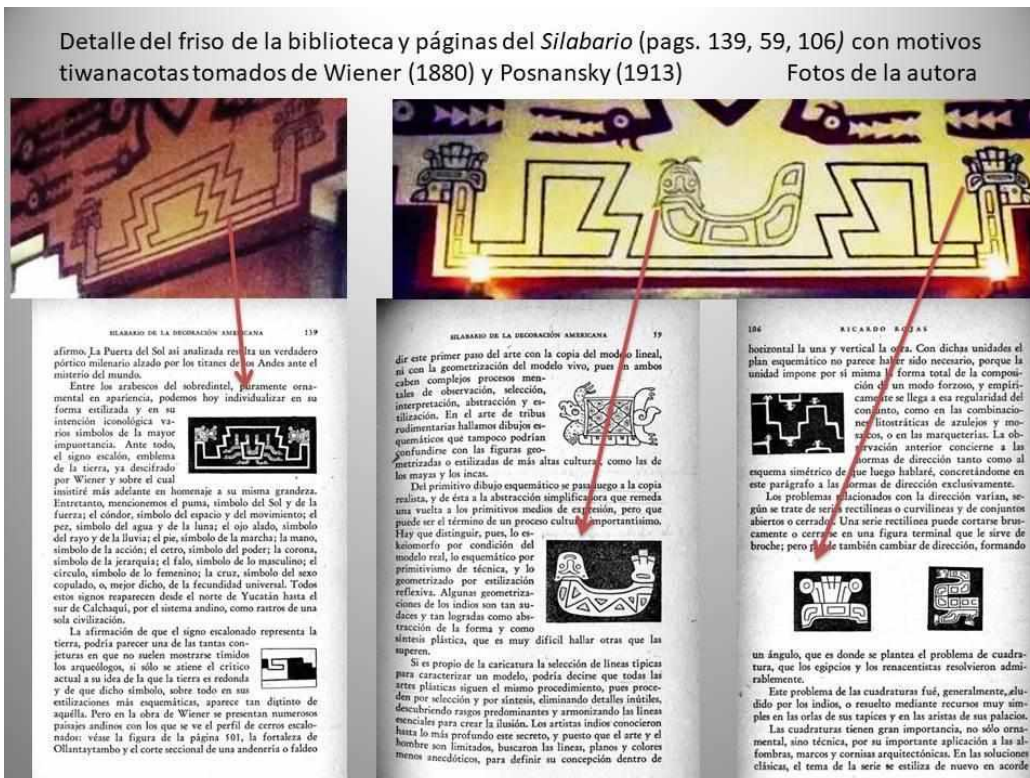 Detalle del friso de la biblioteca y páginas del Silabario (pags. 139, 59, 106) con motivos
tiwanacotas tomados de Wiener (1880) y Posnansky (1913) Fotos de la autora
SILABARIO DE LA DECORACIÓN AMERICANA 139
afirmo. La Puerta del Sol así analizada resulta un verdadero
pórtico milenario alzado por los titanes de los Andes ante el
misterio del mundo.
Entre los arabescos del sobredintel, puramente orna-
mental en apariencia, podemos hoy individualizar en su
forma estilizada y en su
intención iconológica va-
rios símbolos de la mayor
importancia. Ante todo,
el signo escalón, emblema
de la tierra, ya descifrado
por Wiener y sobre el cual
insistiré más adelante en homenaje a su misma grandeza.
Entretanto, mencionemos el puma, símbolo del Sol y de la
fuerza; el cóndor, símbolo del espacio y del movimiento; el
pez, símbolo del agua y de la luna; el ojo alado, símbolo
del rayo y de la lluvia; el pie, símbolo de la marcha; la mano,
símbolo de la acción; el cetro, símbolo del poder; la corona,
símbolo de la jerarquía; el falo, símbolo de lo masculino; el
círculo, símbolo de lo femenino; la cruz, símbolo del sexo
copulado, o, mejor dicho, de la fecundidad universal. Todos
estos signos reaparecen desde el norte de Yucatán hasta el
sur de Calchaquí, por el sistema andino, como rastros de una
sola civilización.
La afirmación de que el signo escalonado representa la
tierra, podría parecer una de las tantas con-
jeturas en que no suelen mostrarse tímidos
los arqueólogos, si sólo se atiene el crítico
actual a su idea de la que la tierra es redonda
y de que dicho símbolo, sobre todo en sus
estilizaciones más esquemáticas, aparece tan distinto de
aquélla. Pero en la obra de Wiener se presentan numerosos
paisajes andinos con los que se ve el perfil de cerros escalo-
nados: véase la figura de la página 501, la fortaleza de
Ollantaytambo y el corte seccional de una andenería o faldeo
SILABARIO DE LA DECORACIÓN AMERICANA 59
dir este primer paso del arte con la copia del modelo lineal,
ni con la geometrización del modelo vivo, pues en ambos
caben complejos procesos men-
tales de observación, selección,
interpretación, abstracción y es-
tilización. En el arte de tribus
rudimentarias hallamos dibujos es-
quemáticos que tampoco podrían
confundirse con las figuras geo-
metrizadas o estilizadas de más altas culturas, como las de
los mayas y los incas.
Del primitivo dibujo esquemático se pasa luego a la copia
realista, y de ésta a la abstracción simplificadora que remeda
una vuelta a los primitivos medios de expresión, pero que
puede ser el término de un proceso cultural importantísimo.
Hay que distinguir, pues, lo es-
keiomorfo por condición del
modelo real, lo esquemático por
primitivismo de técnica, y lo
geometrizado por estilización
reflexiva. Algunas geometriza-
ciones de los indios son tan au-
daces y tan logradas como abs-
tracción de la forma y como
síntesis plástica, que es muy difícil hallar otras que las
superen.
Si es propio de la caricatura la selección de líneas típicas
para caracterizar un modelo, podría decirse que todas las
artes plásticas siguen el mismo procedimiento, pues proce-
den por selección y por síntesis, eliminando detalles inútiles,
descubriendo rasgos predominantes y armonizando las líneas
esenciales para crear la ilusión. Los artistas indios conocieron
hasta lo más profundo este secreto, y puesto que el arte y el
hombre son limitados, buscaron las líneas, planos y colores
menos anecdóticos, para definir su concepción dentro de
106 RICARDO ROJAS
horizontal la una y vertical la otra. Con dichas unidades el
plan esquemático no parece haber sido necesario, porque la
unidad impone por sí misma la forma total de la composi-
ción de un modo forzoso, y empíri-
camente se llega a esa regularidad del
conjunto, como en las combinacio-
nes litostráticas de azulejos y mo-
saicos, o en las marqueterías. La ob-
servación anterior concierne a las
normas de dirección tanto como al
esquema simétrico de que luego hablaré, concretándome en
este parágrafo a las normas de dirección exclusivamente.
Los problemas relacionados con la dirección varían, se-
gún se trate de series rectilíneas o curvilíneas y de conjuntos
abiertos o cerrados. Una serie rectilínea puede cortarse brus-
camente o cerrarse en una figura terminal que le sirve de
broche; pero puede también cambiar de dirección, formando
un ángulo, que es donde se plantea el problema de cuadra-
tura, que los egipcios y los renacentistas resolvieron admi-
rablemente.
Este problema de las cuadraturas fué, generalmente, elu-
dido por los indios, o resuelto mediante recursos muy sim-
ples en las orlas de sus tapices y en las aristas de sus palacios.
Las cuadraturas tienen gran importancia, no sólo orna-
mental, sino técnica, por su importante aplicación a las al-
fombras, marcos y cornisas arquitectónicas. En las soluciones
clásicas, el tema de la serie se estiliza de nuevo en acorde